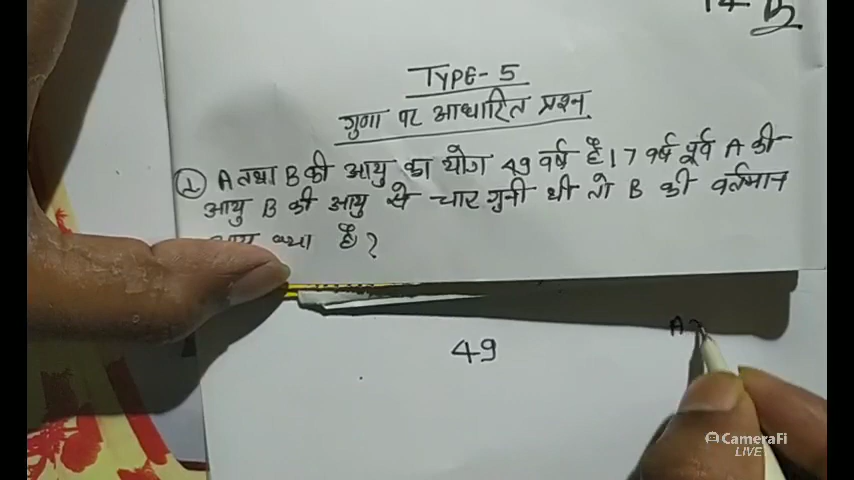 TYPE- 5
गुणा पर आधारित प्रश्न
① A तथा B की आयु का योग 49 वर्ष है। 7 वर्ष पूर्व A की
आयु B की आयु से चार गुनी थी तो B की वर्तमान
आयु क्या है?
A
49
CameraFi
LIVE